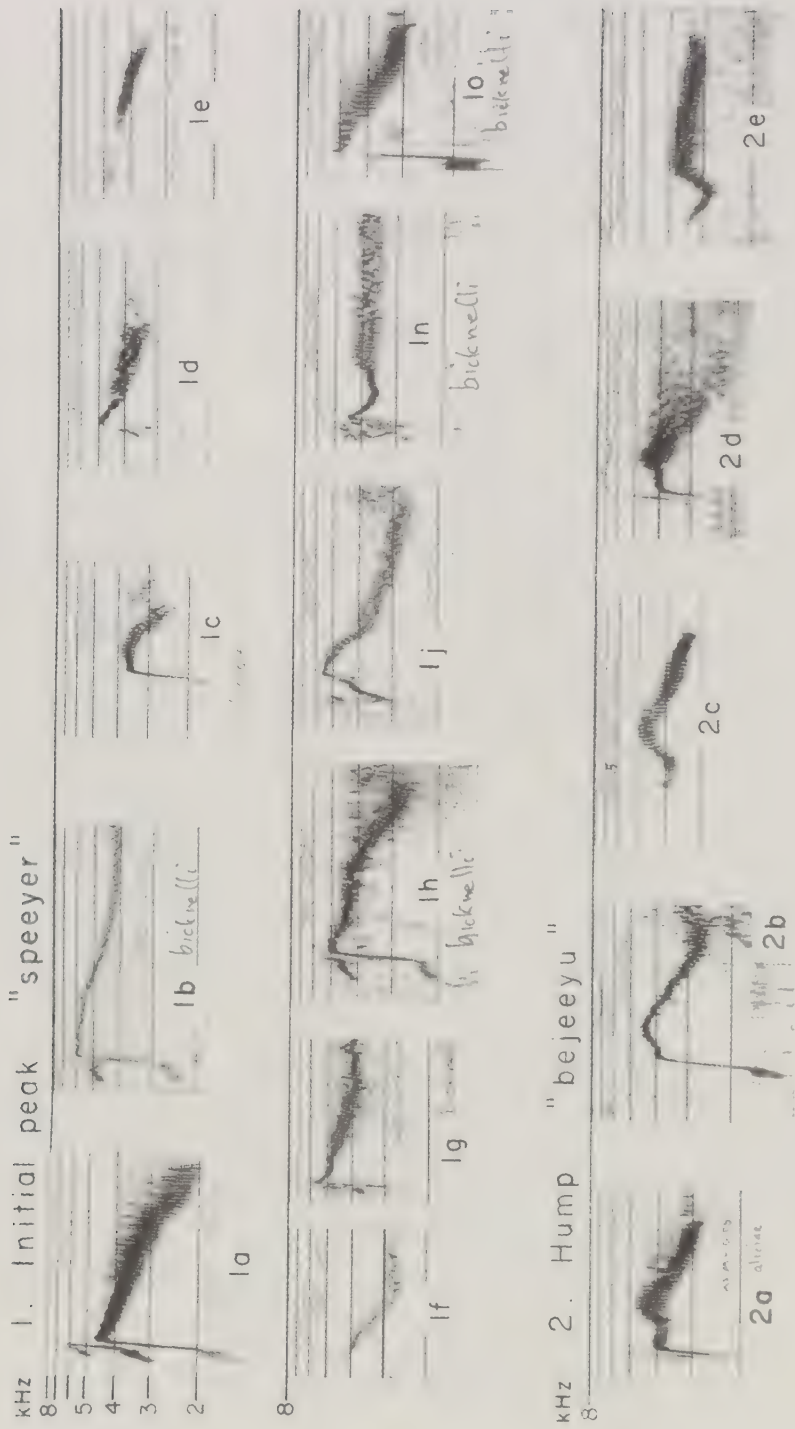 kHz 1. Initial peak "speeyer"
8
5
4
3
2
1a
1b bicknelli
1c
1d
1e
8
1f
1g
1h
bicknelli
1j
1n
bicknelli
1o
bicknelli
kHz 2. Hump "bejeeyu"
8
5
2a
2b
2c
2d
2e